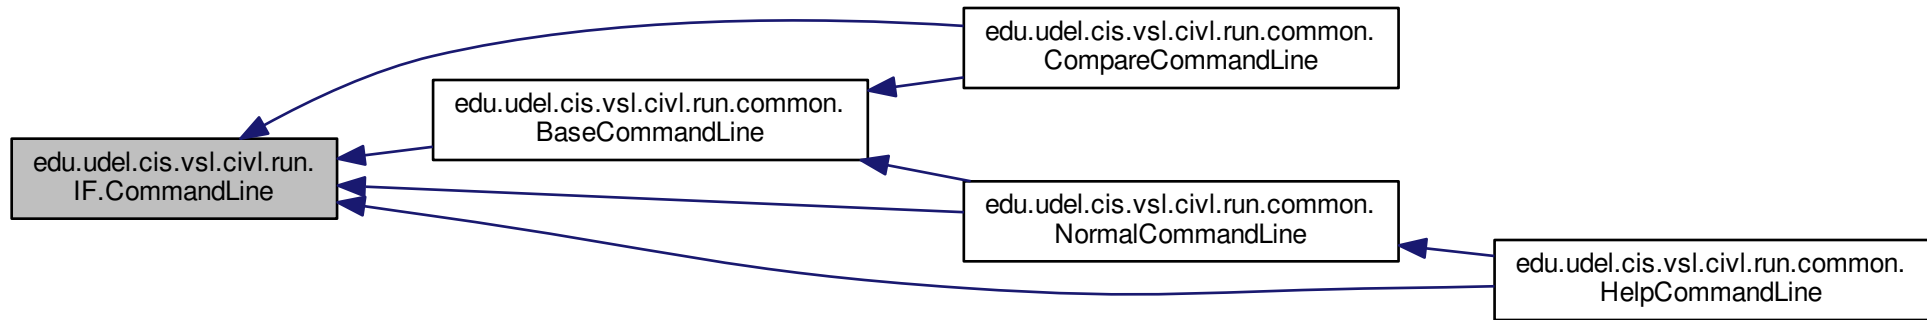 edu.udel.cis.vsl.civl.run.
IF.CommandLine
edu.udel.cis.vsl.civl.run.common.
BaseCommandLine
edu.udel.cis.vsl.civl.run.common.
CompareCommandLine
edu.udel.cis.vsl.civl.run.common.
NormalCommandLine
edu.udel.cis.vsl.civl.run.common.
HelpCommandLine